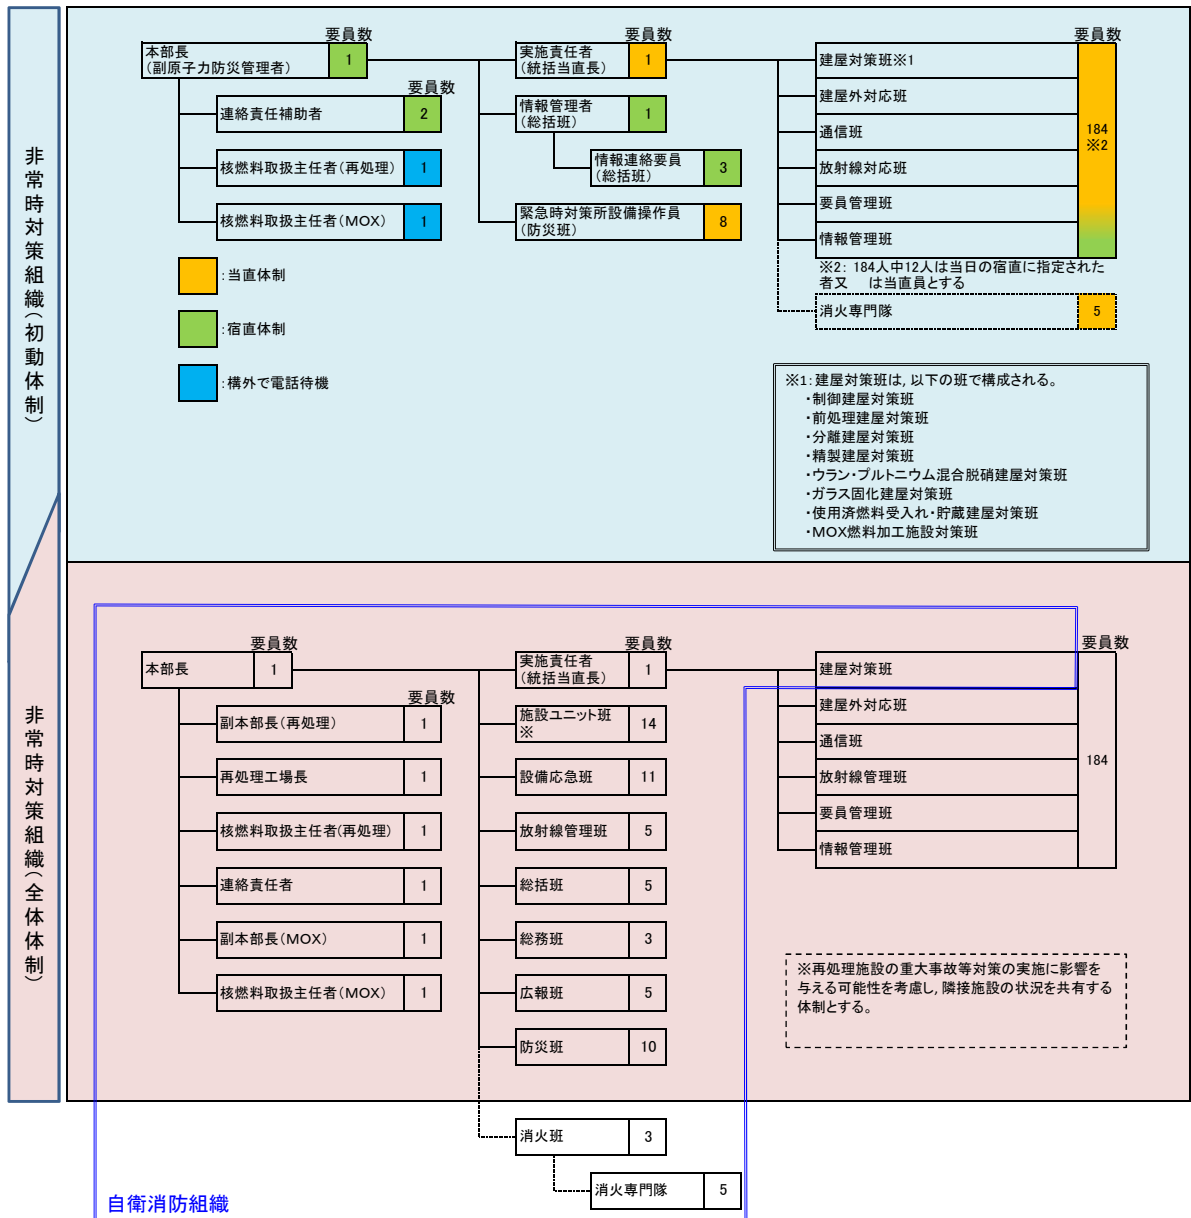 非常時対策組織（初動体制）
要員数
本部長
（副原子力防災管理者）
1
要員数
連絡責任補助者
2
核燃料取扱主任者（再処理）
1
核燃料取扱主任者（MOX）
1
：当直体制
：宿直体制
：構外で電話待機
要員数
実施責任者
（統括当直長）
1
情報管理者
（総括班）
1
情報連絡要員
（総括班）
3
緊急時対策所設備操作員
（防災班）
8
要員数
建屋対策班※1
建屋外対応班
通信班
放射線対応班
要員管理班
情報管理班
184
※2
※2： 184人中12人は当日の宿直に指定された
者又　は当直員とする
消火専門隊
5
※1：建屋対策班は，以下の班で構成される。
・制御建屋対策班
・前処理建屋対策班
・分離建屋対策班
・精製建屋対策班
・ウラン・プルトニウム混合脱硝建屋対策班
・ガラス固化建屋対策班
・使用済燃料受入れ・貯蔵建屋対策班
・MOX燃料加工施設対策班
非常時対策組織（全体体制）
要員数
本部長
1
要員数
副本部長（再処理）
1
再処理工場長
1
核燃料取扱主任者（再処理）
1
連絡責任者
1
副本部長（MOX）
1
核燃料取扱主任者（MOX）
1
要員数
実施責任者
（統括当直長）
1
施設ユニット班
※
14
設備応急班
11
放射線管理班
5
総括班
5
総務班
3
広報班
5
防災班
10
消火班
3
消火専門隊
5
要員数
建屋対策班
建屋外対応班
通信班
放射線管理班
要員管理班
情報管理班
184
※再処理施設の重大事故等対策の実施に影響を
与える可能性を考慮し，隣接施設の状況を共有する
体制とする。
自衛消防組織